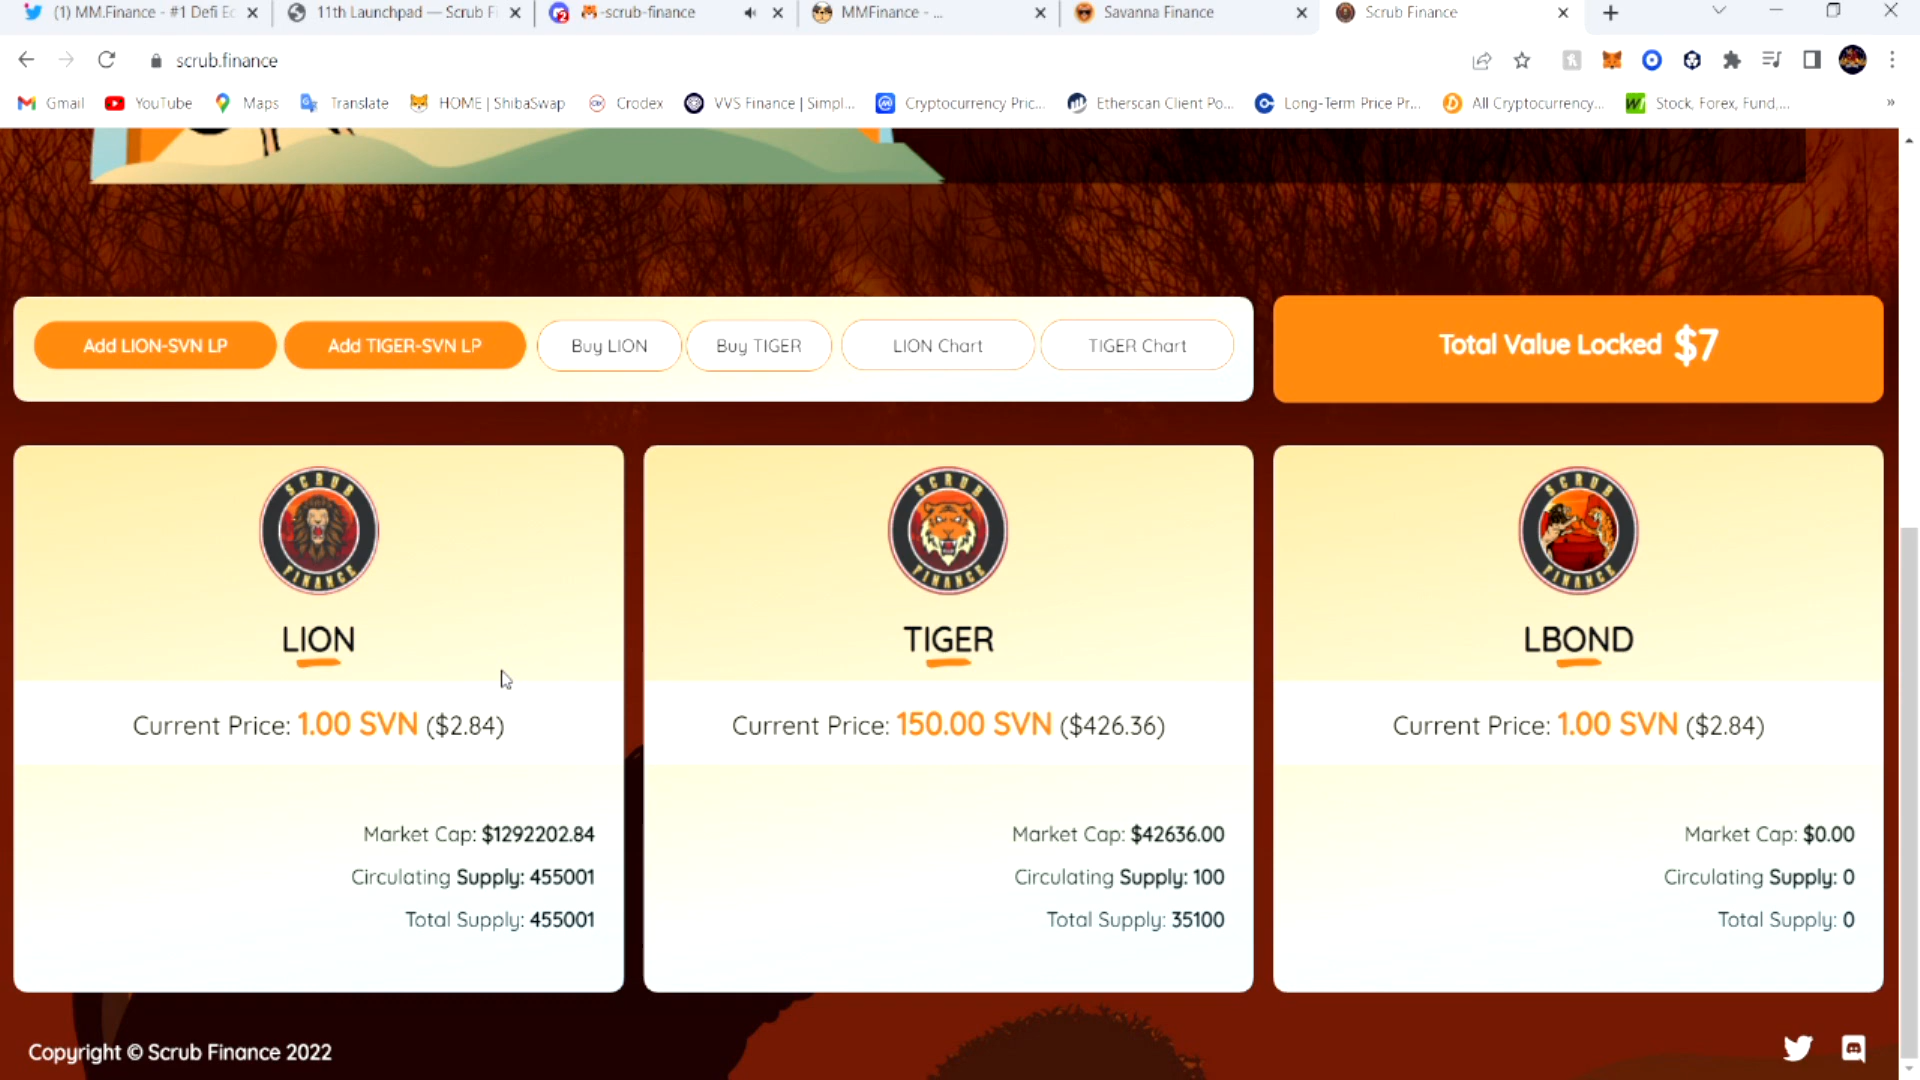 (1) MM.Finance - #1 Defi Ec
11th Launchpad — Scrub Fi
-scrub-finance
MMFinance - ...
Savanna Finance
Scrub Finance
scrub.finance
Gmail
YouTube
Maps
Translate
HOME | ShibaSwap
Crodex
VVS Finance | Simpl...
Cryptocurrency Pric...
Etherscan Client Po...
Long-Term Price Pr...
All Cryptocurrency...
Stock, Forex, Fund,...
»
Add LION-SVN LP
Add TIGER-SVN LP
Buy LION
Buy TIGER
LION Chart
TIGER Chart
Total Value Locked $7
SCRUB FINANCE
LION
Current Price: 1.00 SVN ($2.84)
Market Cap: $1292202.84
Circulating Supply: 455001
Total Supply: 455001
SCRUB FINANCE
TIGER
Current Price: 150.00 SVN ($426.36)
Market Cap: $42636.00
Circulating Supply: 100
Total Supply: 35100
SCRUB FINANCE
LBOND
Current Price: 1.00 SVN ($2.84)
Market Cap: $0.00
Circulating Supply: 0
Total Supply: 0
Copyright © Scrub Finance 2022